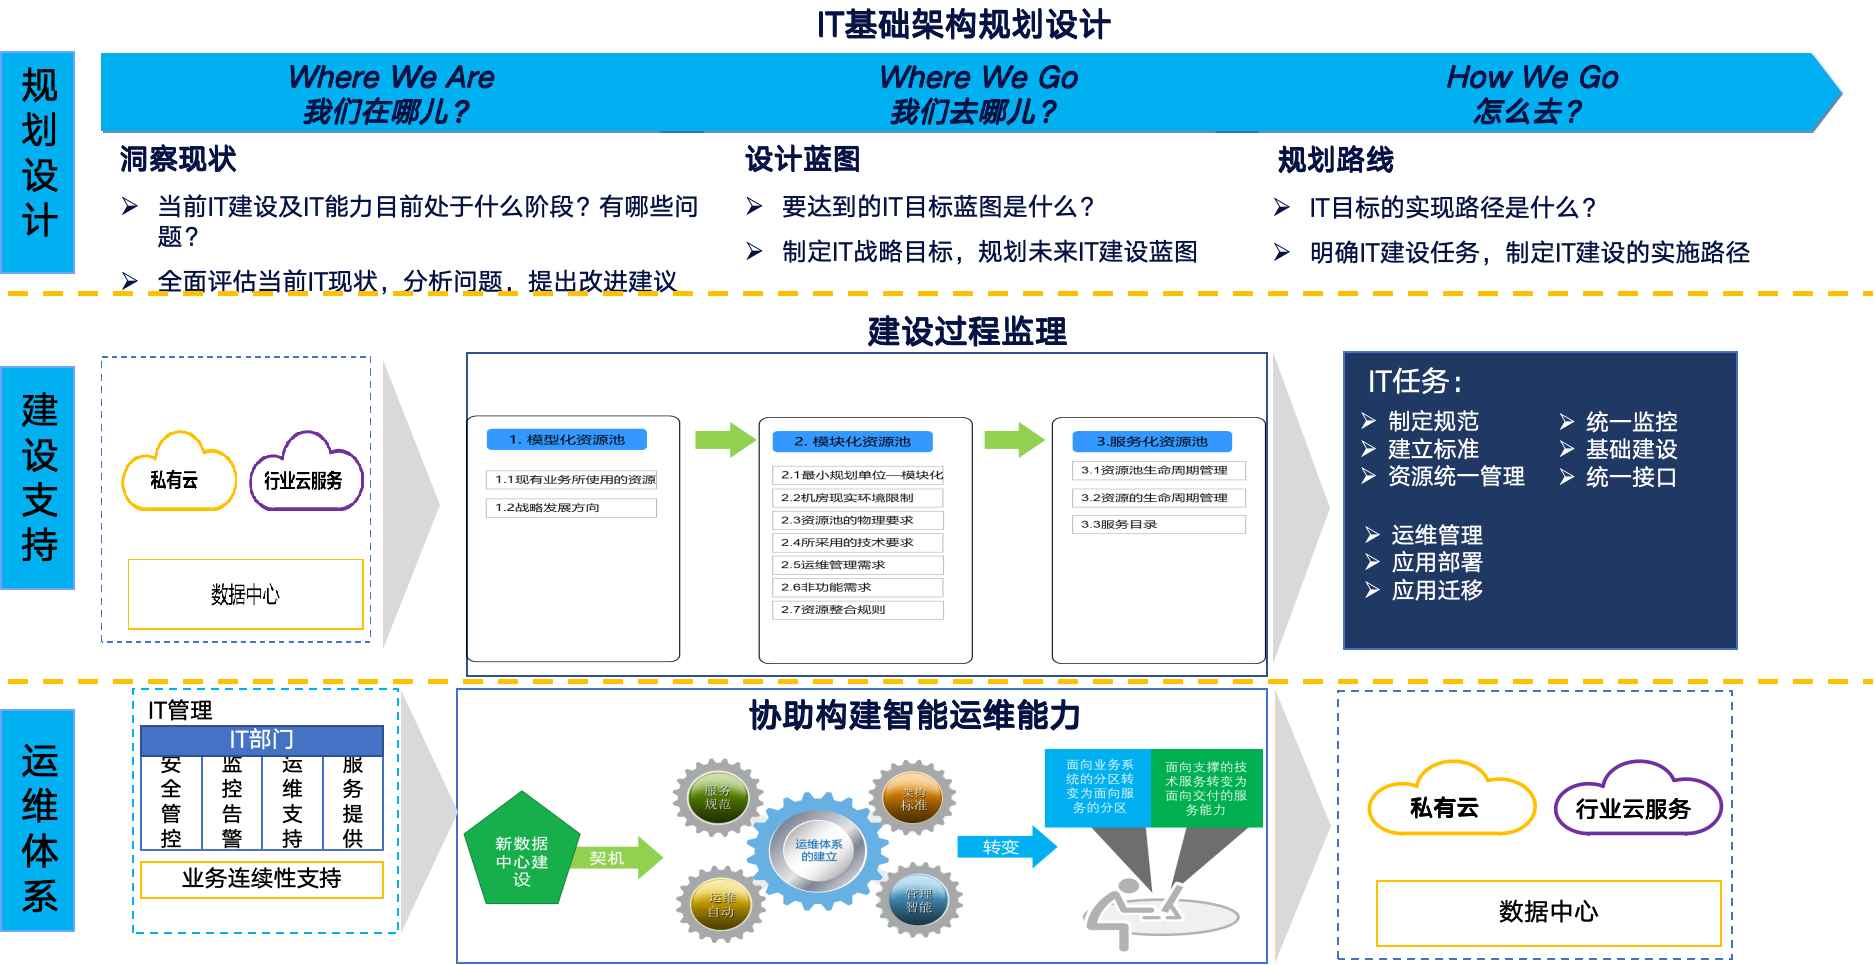 IT基础架构规划设计
规划设计
Where We Are
我们在哪儿？
Where We Go
我们去哪儿？
How We Go
怎么去？
洞察现状
当前IT建设及IT能力目前处于什么阶段？有哪些问
题？
全面评估当前IT现状，分析问题，提出改进建议
设计蓝图
要达到的IT目标蓝图是什么？
制定IT战略目标，规划未来IT建设蓝图
规划路线
IT目标的实现路径是什么？
明确IT建设任务，制定IT建设的实施路径
建设过程监理
建设支持
私有云
行业云服务
数据中心
1. 模型化资源池
1.1现有业务所使用的资源
1.2战略发展方向
2. 模块化资源池
2.1最小规划单位—模块化
2.2机房现实环境限制
2.3资源池的物理要求
2.4所采用的技术要求
2.5运维管理需求
2.6非功能需求
2.7资源整合规则
3.服务化资源池
3.1资源池生命周期管理
3.2资源的生命周期管理
3.3服务目录
IT任务：
制定规范
建立标准
资源统一管理
统一监控
基础建设
统一接口
运维管理
应用部署
应用迁移
运维体系
IT管理
IT部门
安全管控
监控告警
运维支持
服务提供
业务连续性支持
协助构建智能运维能力
新数据
中心建
设
契机
服务
规范
架构
标准
运维体系
的建立
运维
自动
管理
智能
转变
面向业务系
统的分区转
变为面向服
务的分区
面向支撑的技
术服务转变为
面向交付的服
务能力
私有云
行业云服务
数据中心